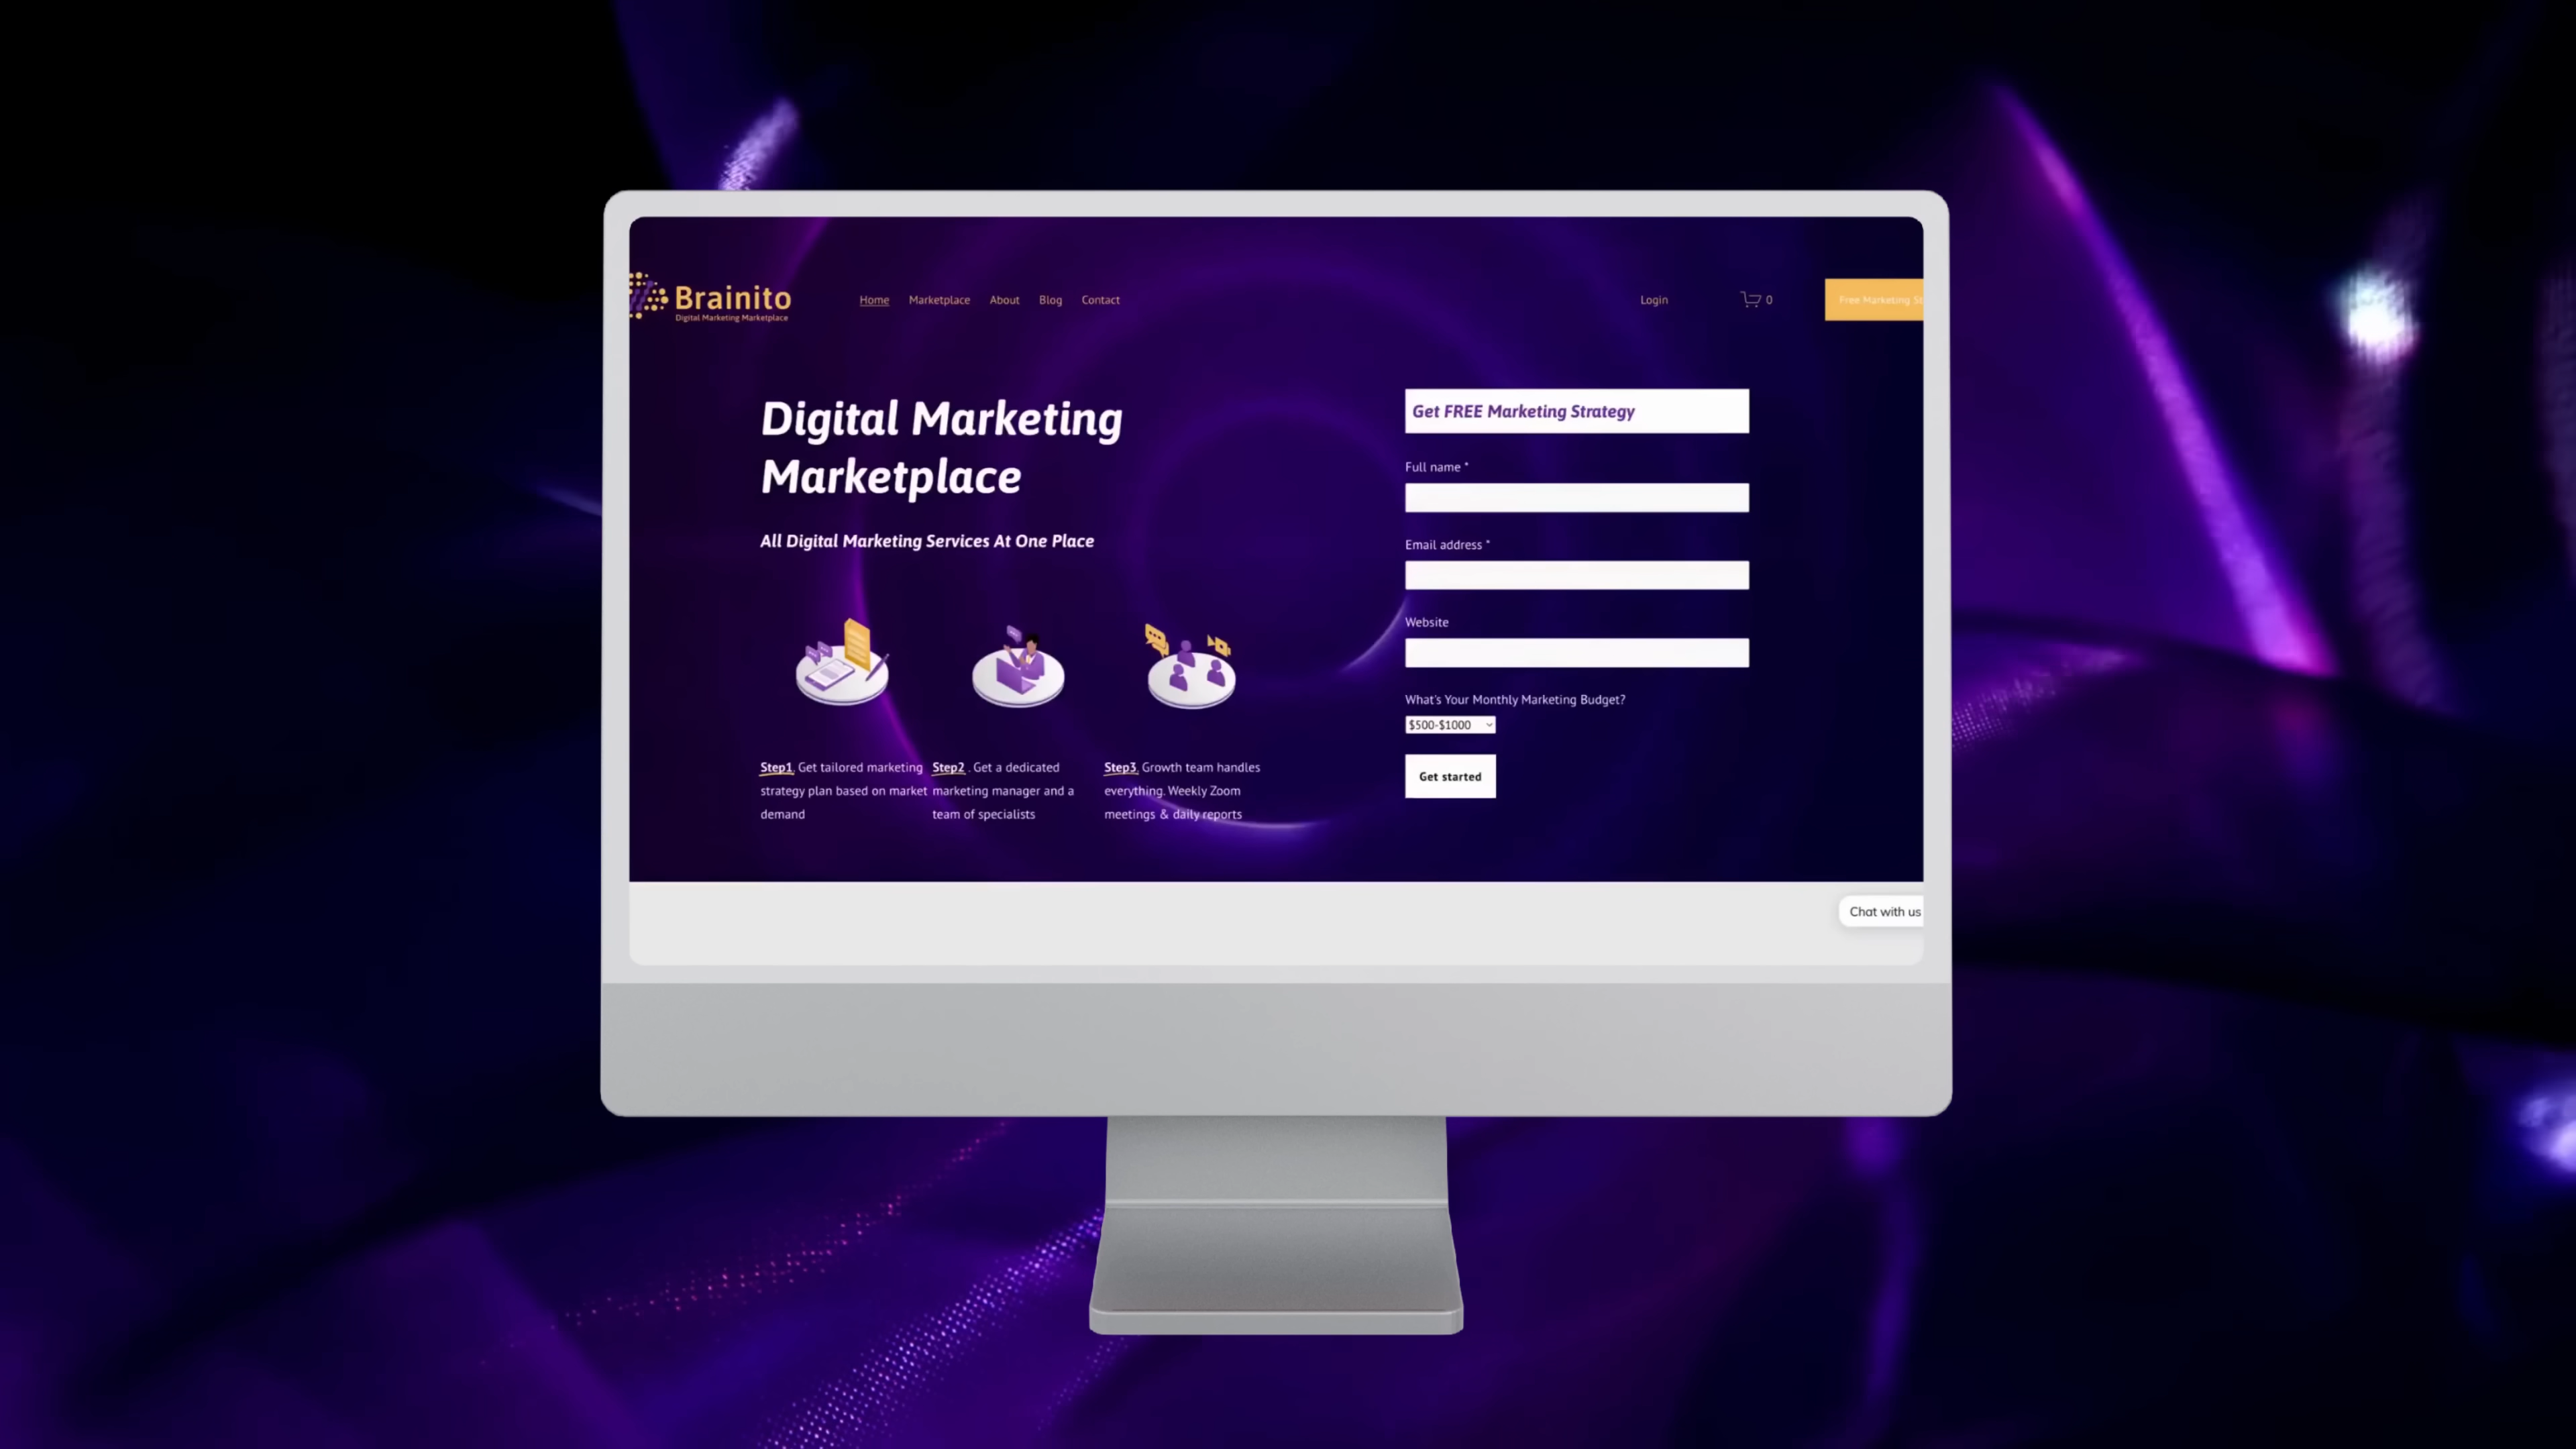 Brainito
Digital Marketing Marketplace
Home
Marketplace
About
Blog
Contact
Login
0
Free Marketing
Digital Marketing
Marketplace
All Digital Marketing Services At One Place
Step1. Get tailored marketing
strategy plan based on market
demand
Step2 . Get a dedicated
marketing manager and a
team of specialists
Step3. Growth team handles
everything. Weekly Zoom
meetings & daily reports
Get FREE Marketing Strategy
Full name *
Email address *
Website
What's Your Monthly Marketing Budget?
$500-$1000
Get started
Chat with us